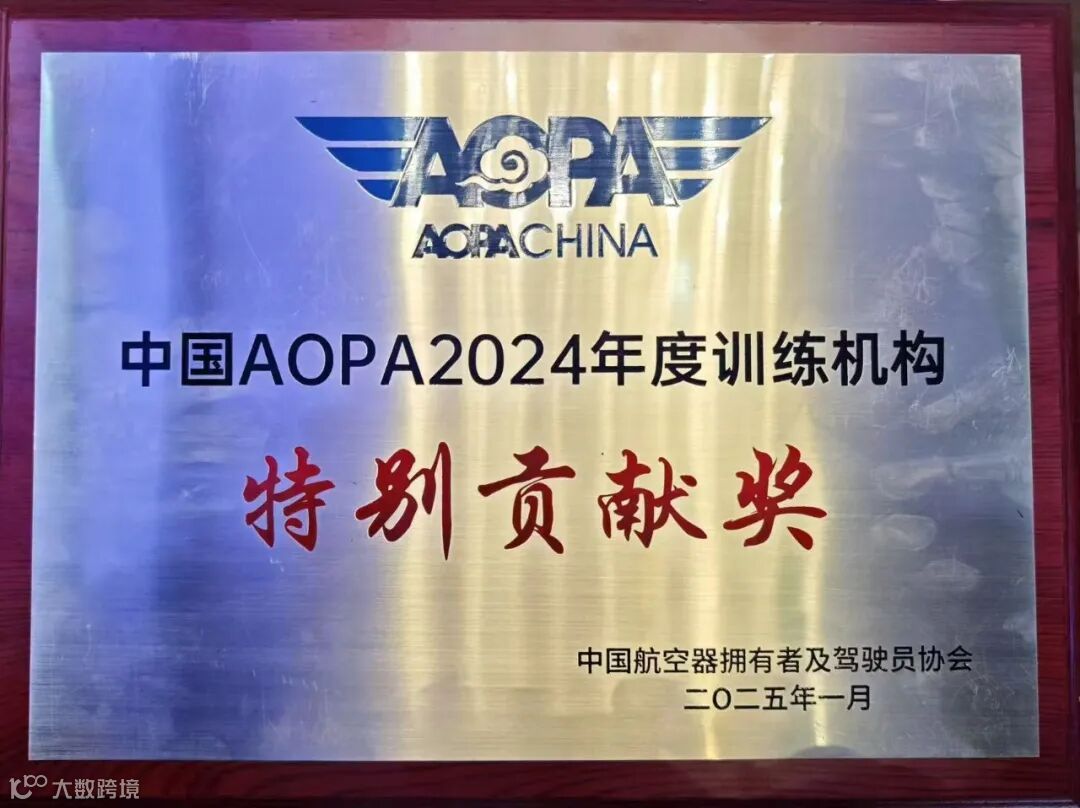 AOPA
AOPACHINA
中国AOPA2024年度训练机构
特别贡献奖
中国航空器拥有者及驾驶员协会
二〇二五年一月
大数跨境